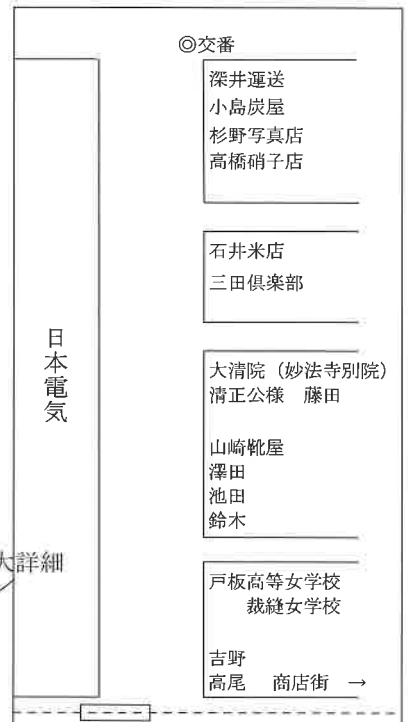 ◎交番
深井運送
小島炭屋
杉野写真店
高橋硝子店
石井米店
三田倶楽部
日本電気
大清院（妙法寺別院）
清正公様　藤田
山崎靴屋
澤田
池田
鈴木
大詳細
戸板高等女学校
裁縫女学校
吉野
高尾　商店街　→